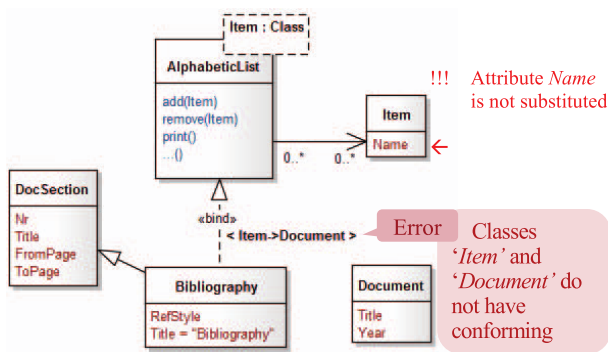 Item : Class
AlphabeticList
add(Item)
remove(Item)
print()
...()
!!! Attribute Name
is not substituted
Item
Name ←
0..* 0..*
DocSection
Nr
Title
FromPage
ToPage
«bind»
< Item->Document >
Error
Classes
‘Item’ and
‘Document’ do
not have
conforming
Bibliography
RefStyle
Title = "Bibliography"
Document
Title
Year